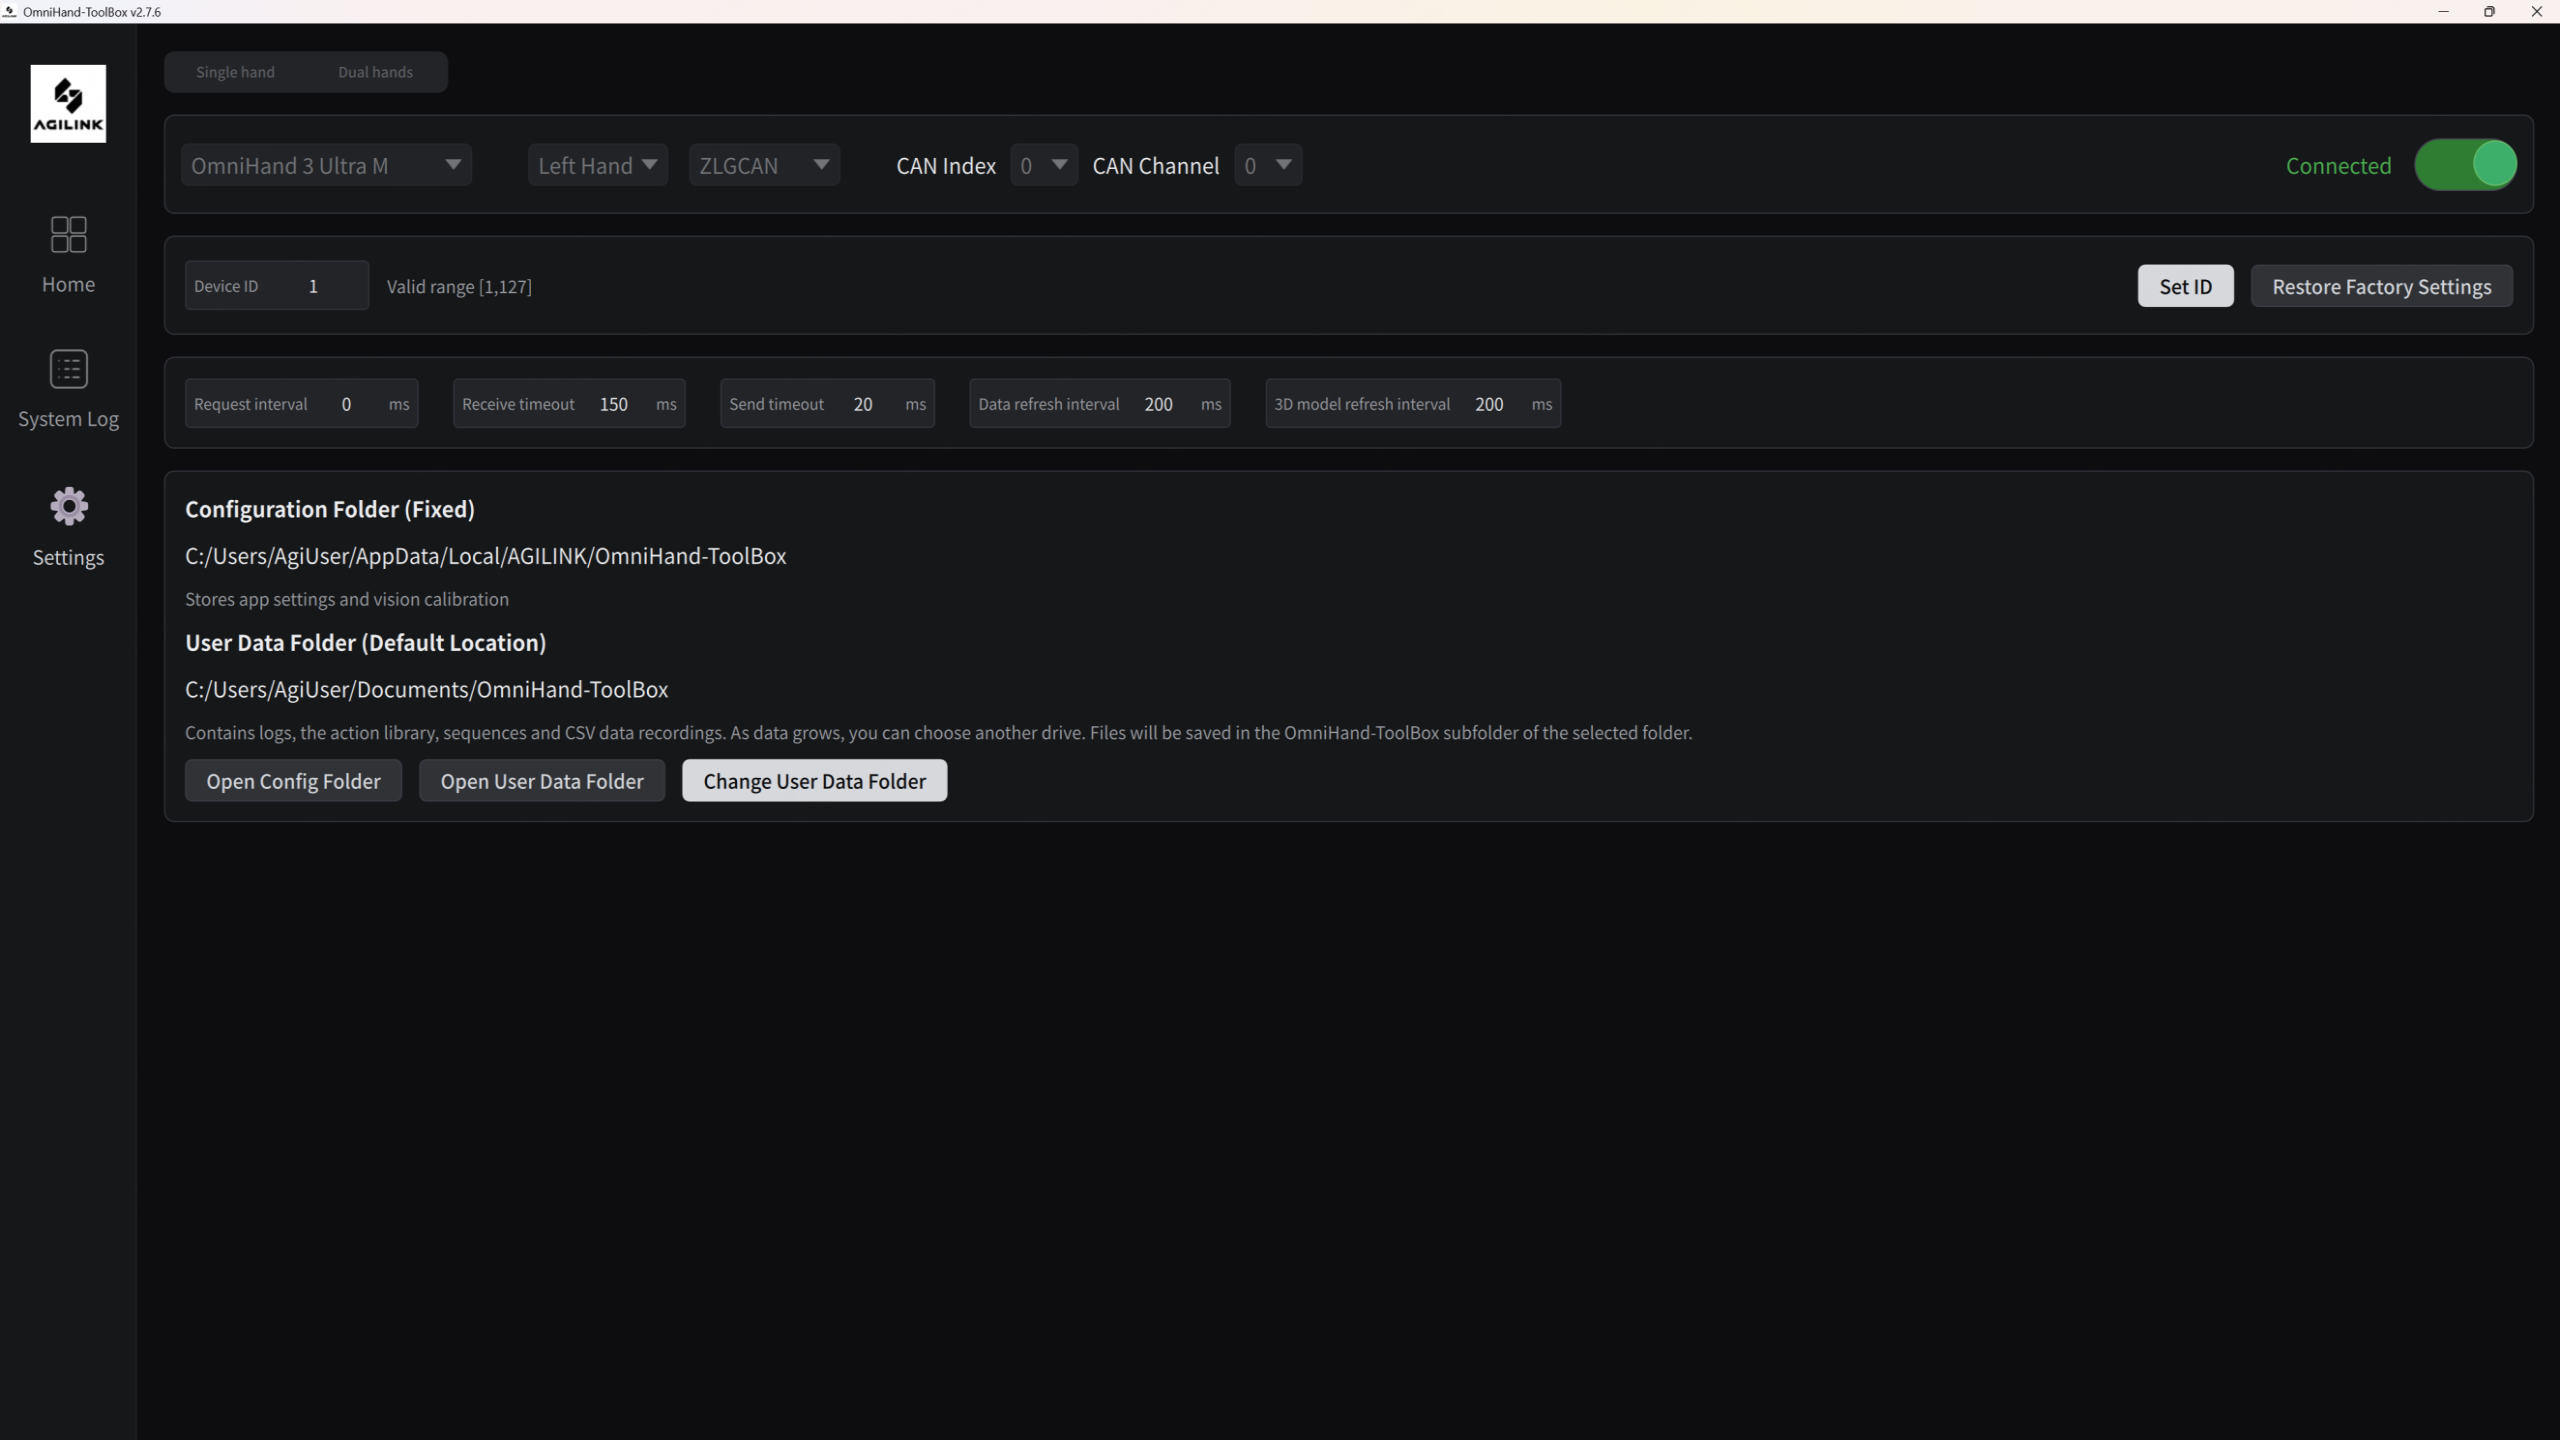 OmniHand-ToolBox v2.7.6
AGILINK
Single hand Dual hands
OmniHand 3 Ultra M Left Hand ZLGCAN CAN Index 0 CAN Channel 0 Connected
Device ID 1 Valid range [1,127] Set ID Restore Factory Settings
Home
Request interval 0 ms Receive timeout 150 ms Send timeout 20 ms Data refresh interval 200 ms 3D model refresh interval 200 ms
System Log
Configuration Folder (Fixed)
C:/Users/AgiUser/AppData/Local/AGILINK/OmniHand-ToolBox
Settings
Stores app settings and vision calibration
User Data Folder (Default Location)
C:/Users/AgiUser/Documents/OmniHand-ToolBox
Contains logs, the action library, sequences and CSV data recordings. As data grows, you can choose another drive. Files will be saved in the OmniHand-ToolBox subfolder of the selected folder.
Open Config Folder Open User Data Folder Change User Data Folder